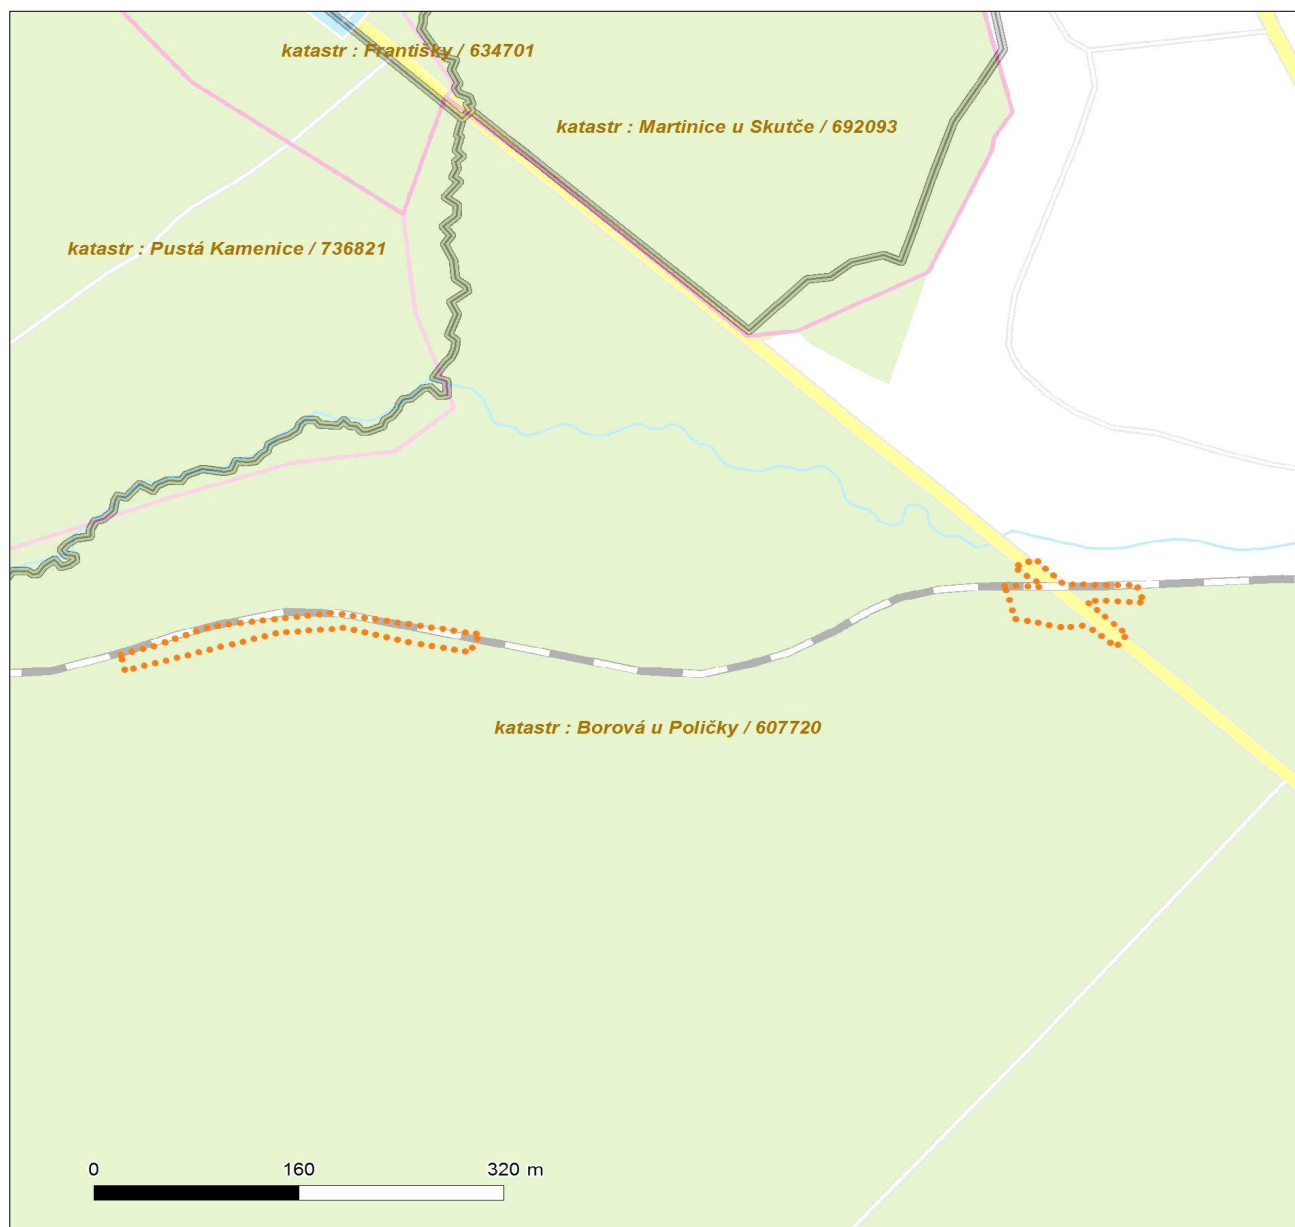 katastr : Františky / 634701
katastr : Martinice u Skutče / 692093
katastr : Pustá Kamenice / 736821
katastr : Borová u Poličky / 607720
0 160 320 m